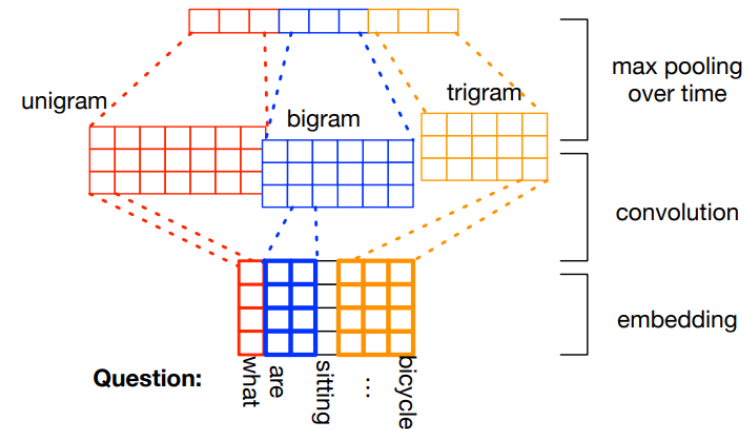 unigram
bigram
trigram
max pooling
over time
convolution
embedding
Question:
what
are
sitting
...
bicycle